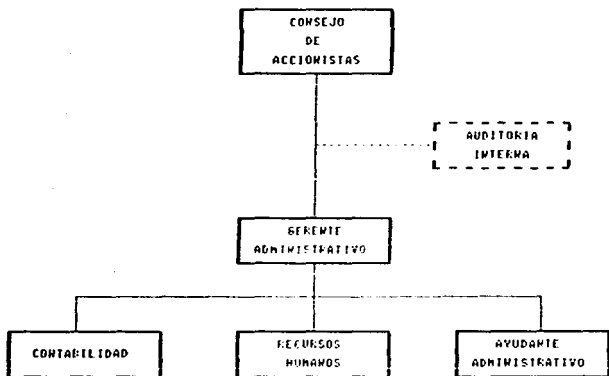 CONSEJO
DE
ACCIONISTAS
AUDITORIA
INTERNA
GERENTE
ADMINISTRATIVO
CONTABILIDAD
RECURSOS
HUMANOS
AYUDANTE
ADMINISTRATIVO